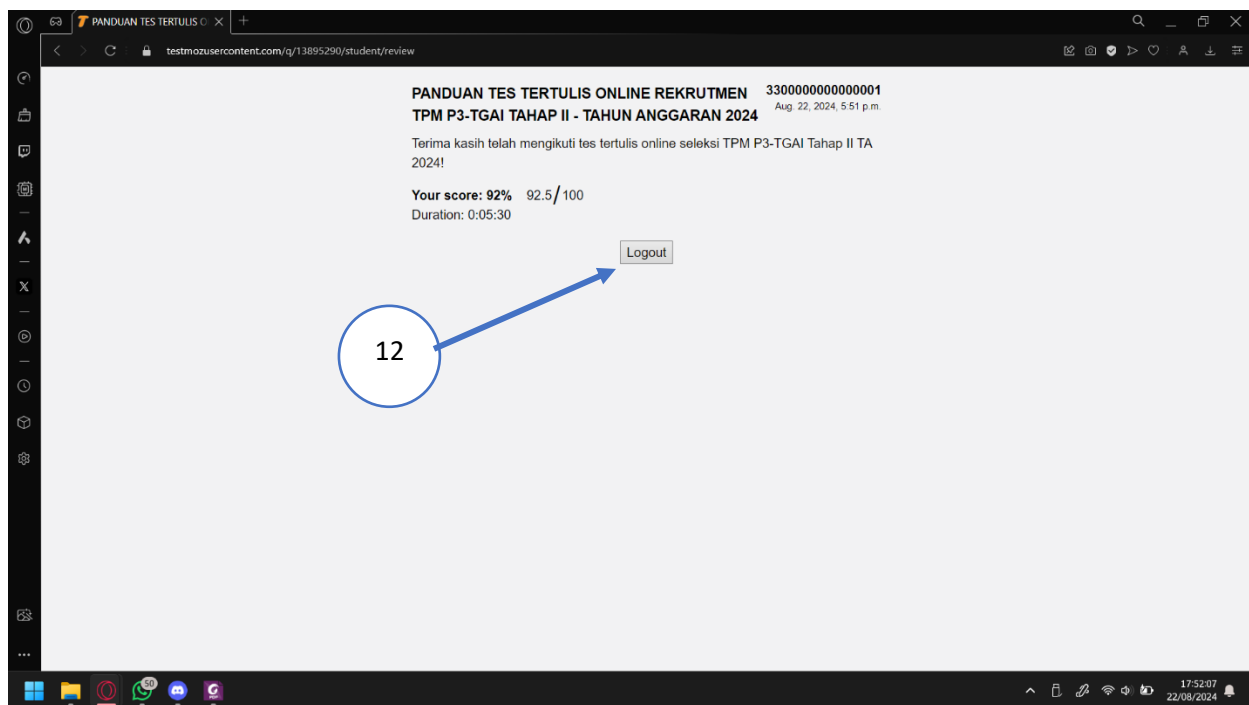 PANDUAN TES TERTULIS O
testmozusercontent.com/q/13895290/student/review
PANDUAN TES TERTULIS ONLINE REKRUTMEN
TPM P3-TGAI TAHAP II - TAHUN ANGGARAN 2024
3300000000000001
Aug. 22, 2024, 5:51 p.m.
Terima kasih telah mengikuti tes tertulis online seleksi TPM P3-TGAI Tahap II TA
2024!
Your score: 92% 92.5/100
Duration: 0:05:30
Logout
12
50
17:52:07
22/08/2024